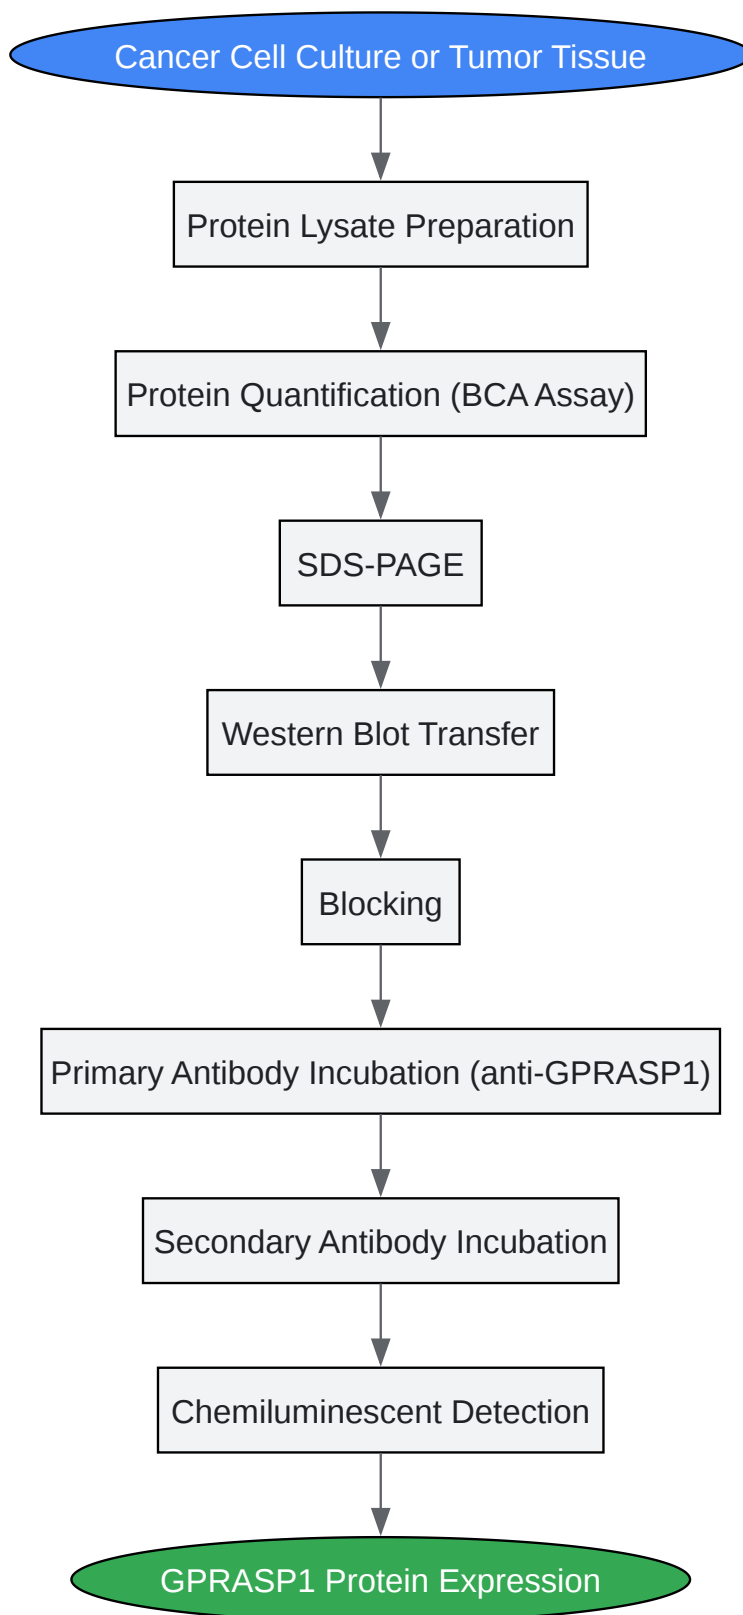 Cancer Cell Culture or Tumor Tissue
Protein Lysate Preparation
Protein Quantification (BCA Assay)
SDS-PAGE
Western Blot Transfer
Blocking
Primary Antibody Incubation (anti-GPRASP1)
Secondary Antibody Incubation
Chemiluminescent Detection
GPRASP1 Protein Expression